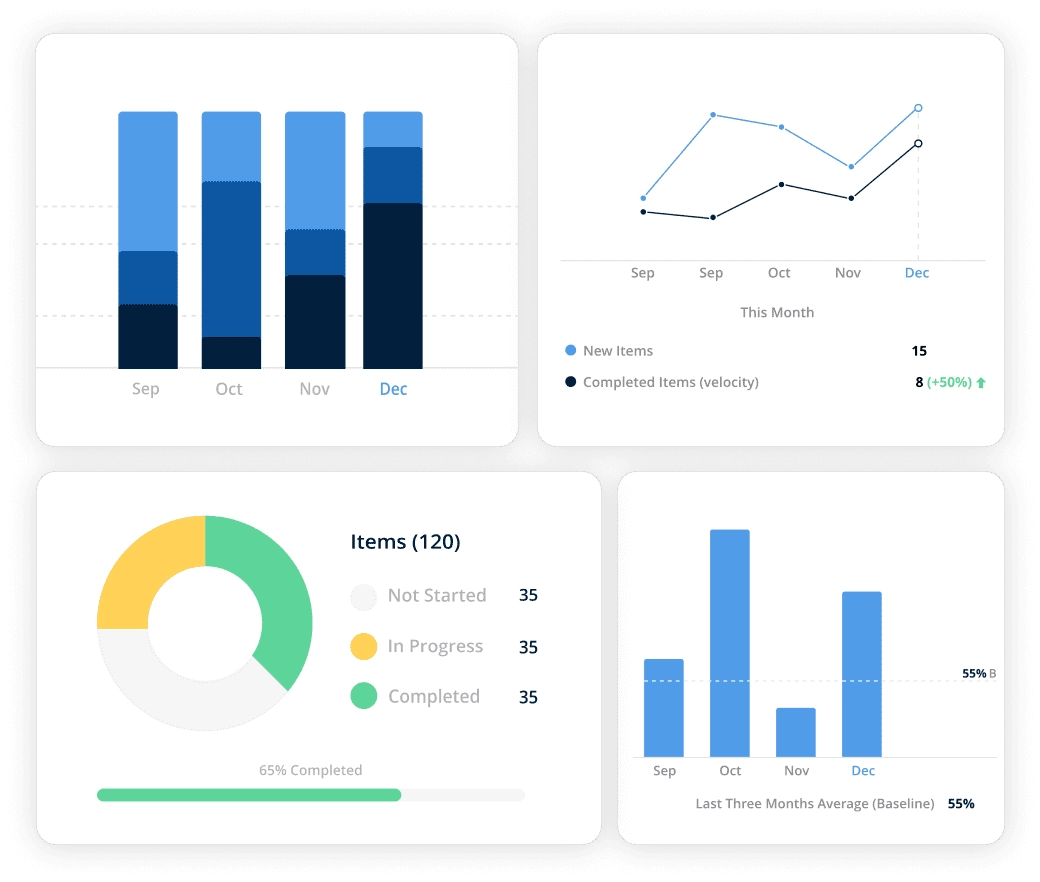 Sep Oct Nov Dec
Sep Sep Oct Nov Dec
This Month
New Items 15
Completed Items (velocity) 8 (+50%)
Items (120)
Not Started 35
In Progress 35
Completed 35
65% Completed
55% B
Sep Oct Nov Dec
Last Three Months Average (Baseline) 55%